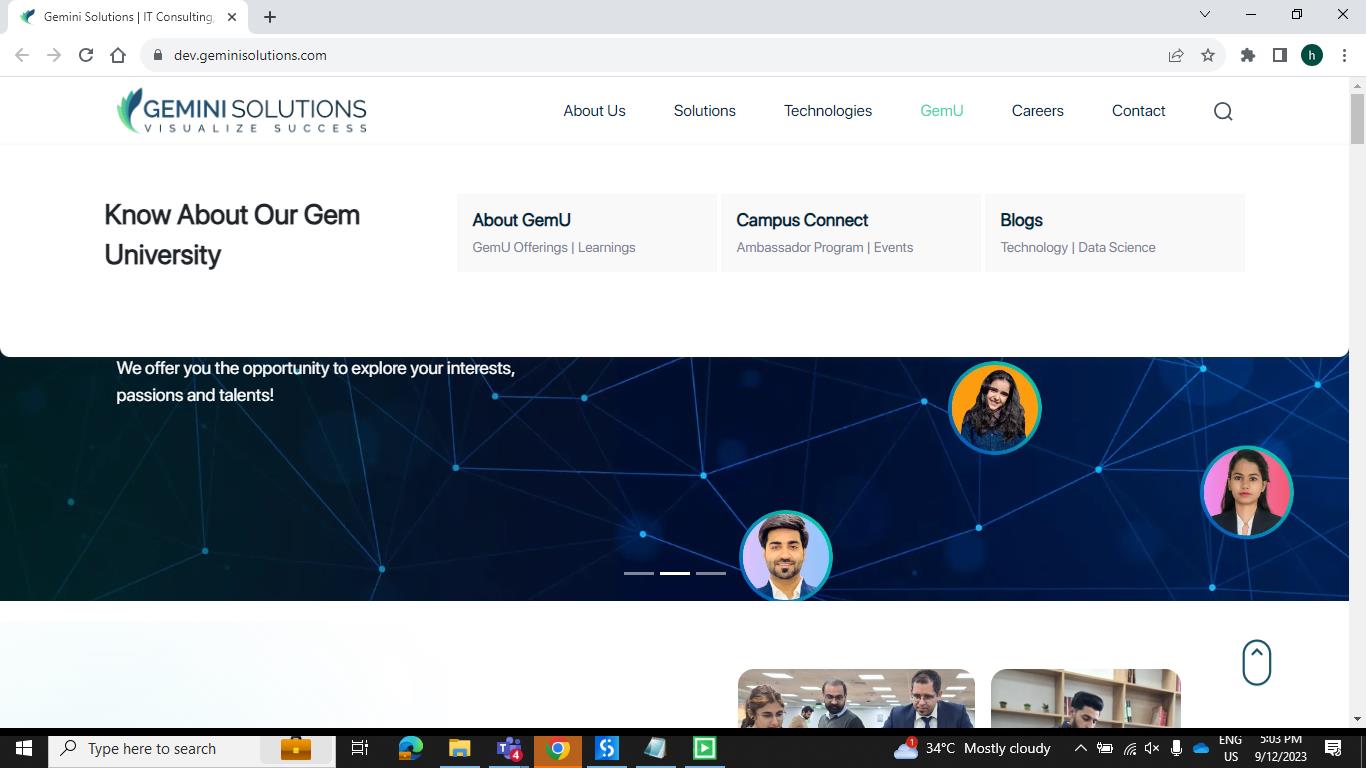 Gemini Solutions | IT Consulting,
dev.geminisolutions.com
h
GEMINI SOLUTIONS
VISUALIZE SUCCESS
About Us
Solutions
Technologies
GemU
Careers
Contact
Know About Our Gem
University
About GemU
GemU Offerings | Learnings
Campus Connect
Ambassador Program | Events
Blogs
Technology | Data Science
We offer you the opportunity to explore your interests,
passions and talents!
Type here to search
4
1
34°C Mostly cloudy
ENG
US
5:03 PM
9/12/2023